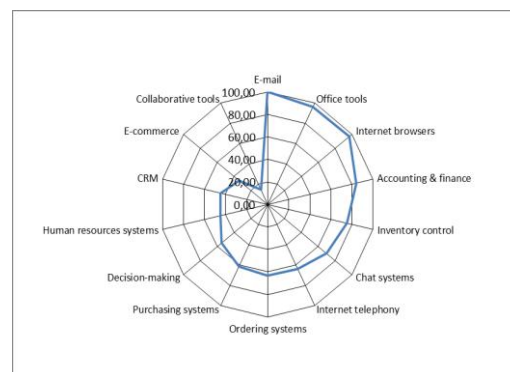 E-mail
100,00
Collaborative tools
Office tools
80,00
E-commerce
Internet browsers
60,00
40,00
CRM
20,00
Accounting & finance
0,00
Human resources systems
Inventory control
Decision-making
Chat systems
Purchasing systems
Internet telephony
Ordering systems